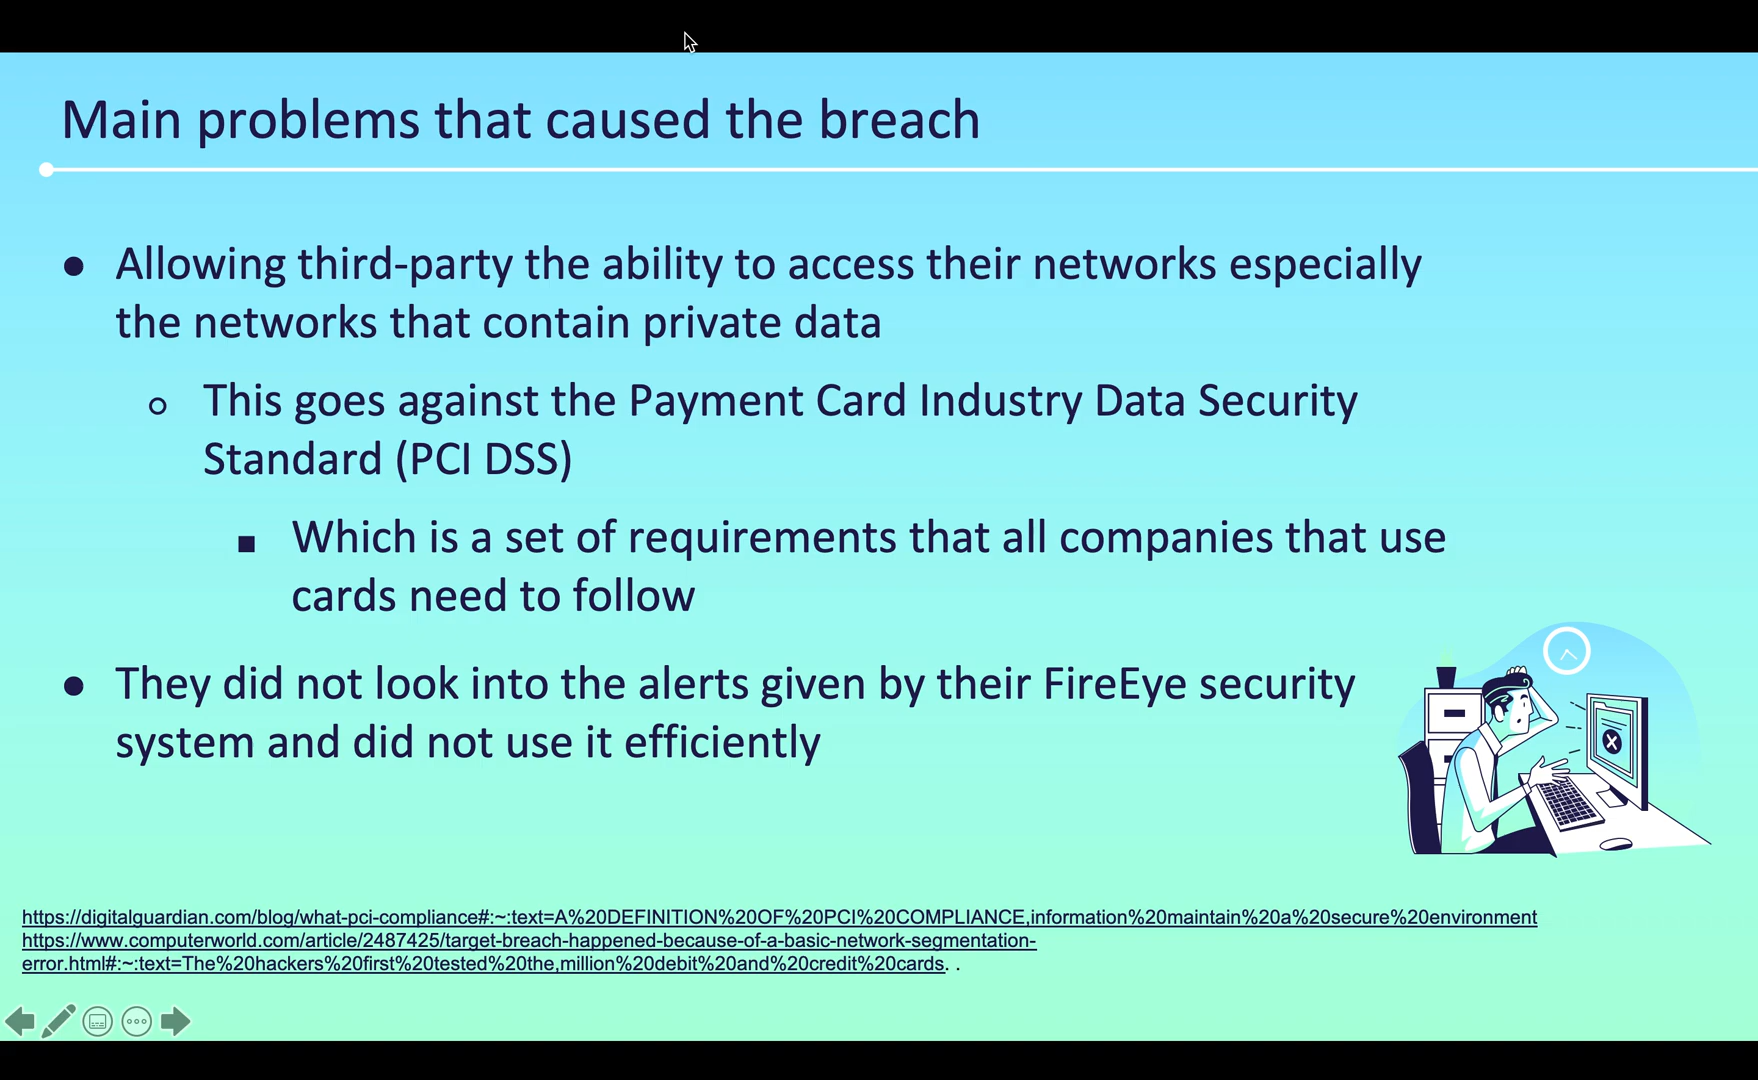 Main problems that caused the breach
● Allowing third-party the ability to access their networks especially
the networks that contain private data
○ This goes against the Payment Card Industry Data Security
Standard (PCI DSS)
■ Which is a set of requirements that all companies that use
cards need to follow
● They did not look into the alerts given by their FireEye security
system and did not use it efficiently
https://digitalguardian.com/blog/what-pci-compliance#:~:text=A%20DEFINITION%20OF%20PCI%20COMPLIANCE,information%20maintain%20a%20secure%20environment
https://www.computerworld.com/article/2487425/target-breach-happened-because-of-a-basic-network-segmentation-
error.html#:~:text=The%20hackers%20first%20tested%20the,million%20debit%20and%20credit%20cards. .